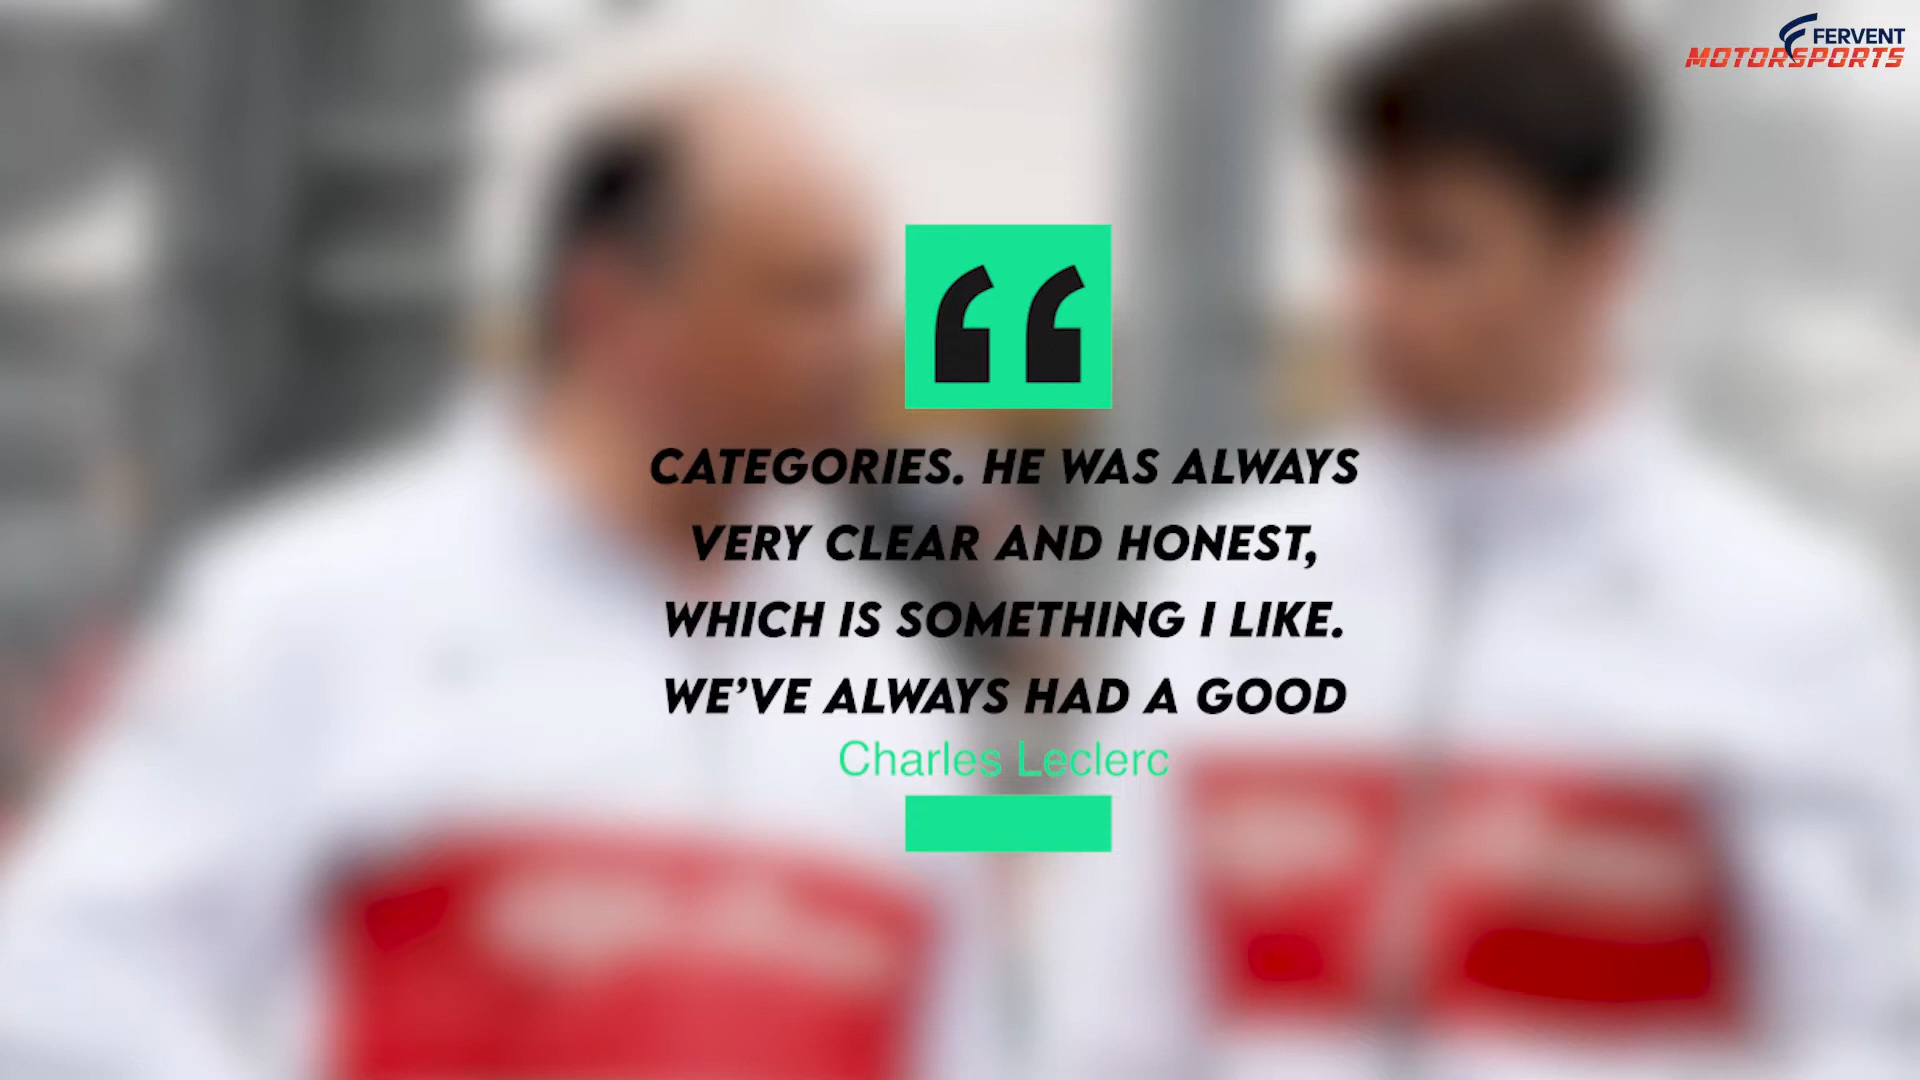 FERVENT
MOTORSPORTS
CATEGORIES. HE WAS ALWAYS
VERY CLEAR AND HONEST,
WHICH IS SOMETHING I LIKE.
WE’VE ALWAYS HAD A GOOD
Charles Leclerc